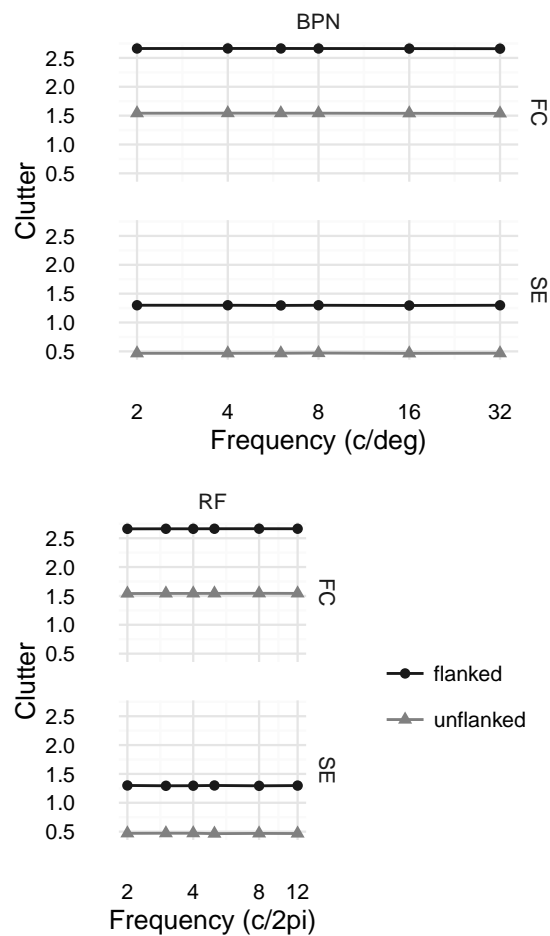 BPN
2.5
2.0
1.5
1.0
0.5
FC
Clutter
2.5
2.0
1.5
1.0
0.5
SE
2 4 8 16 32
Frequency (c/deg)
RF
2.5
2.0
1.5
1.0
0.5
FC
Clutter
2.5
2.0
1.5
1.0
0.5
SE
2 4 8 12
Frequency (c/2pi)
flanked
unflanked